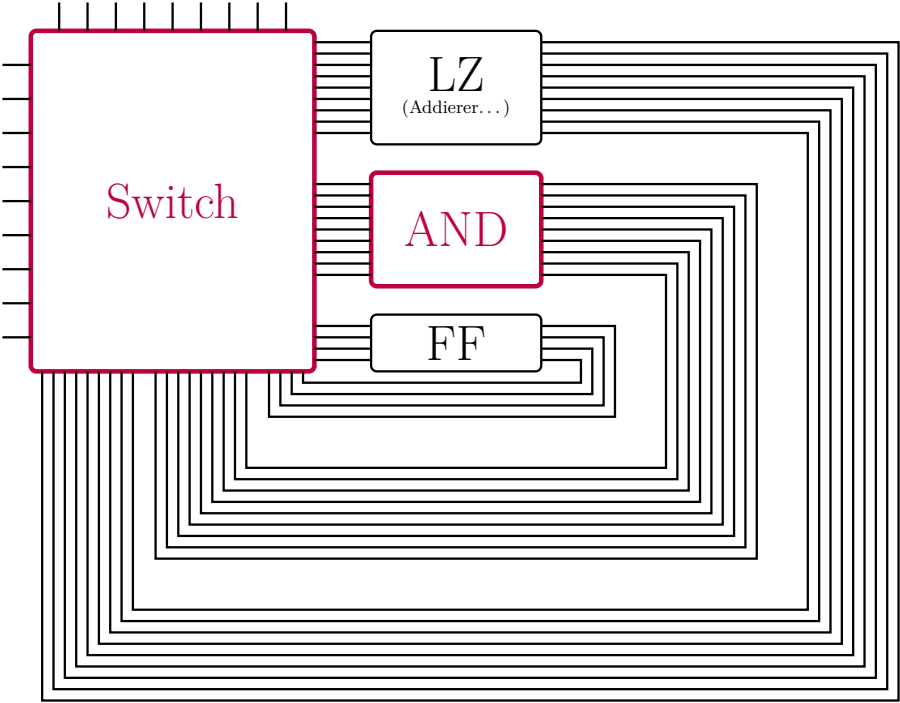 LZ
(Addierer...)
Switch
AND
FF